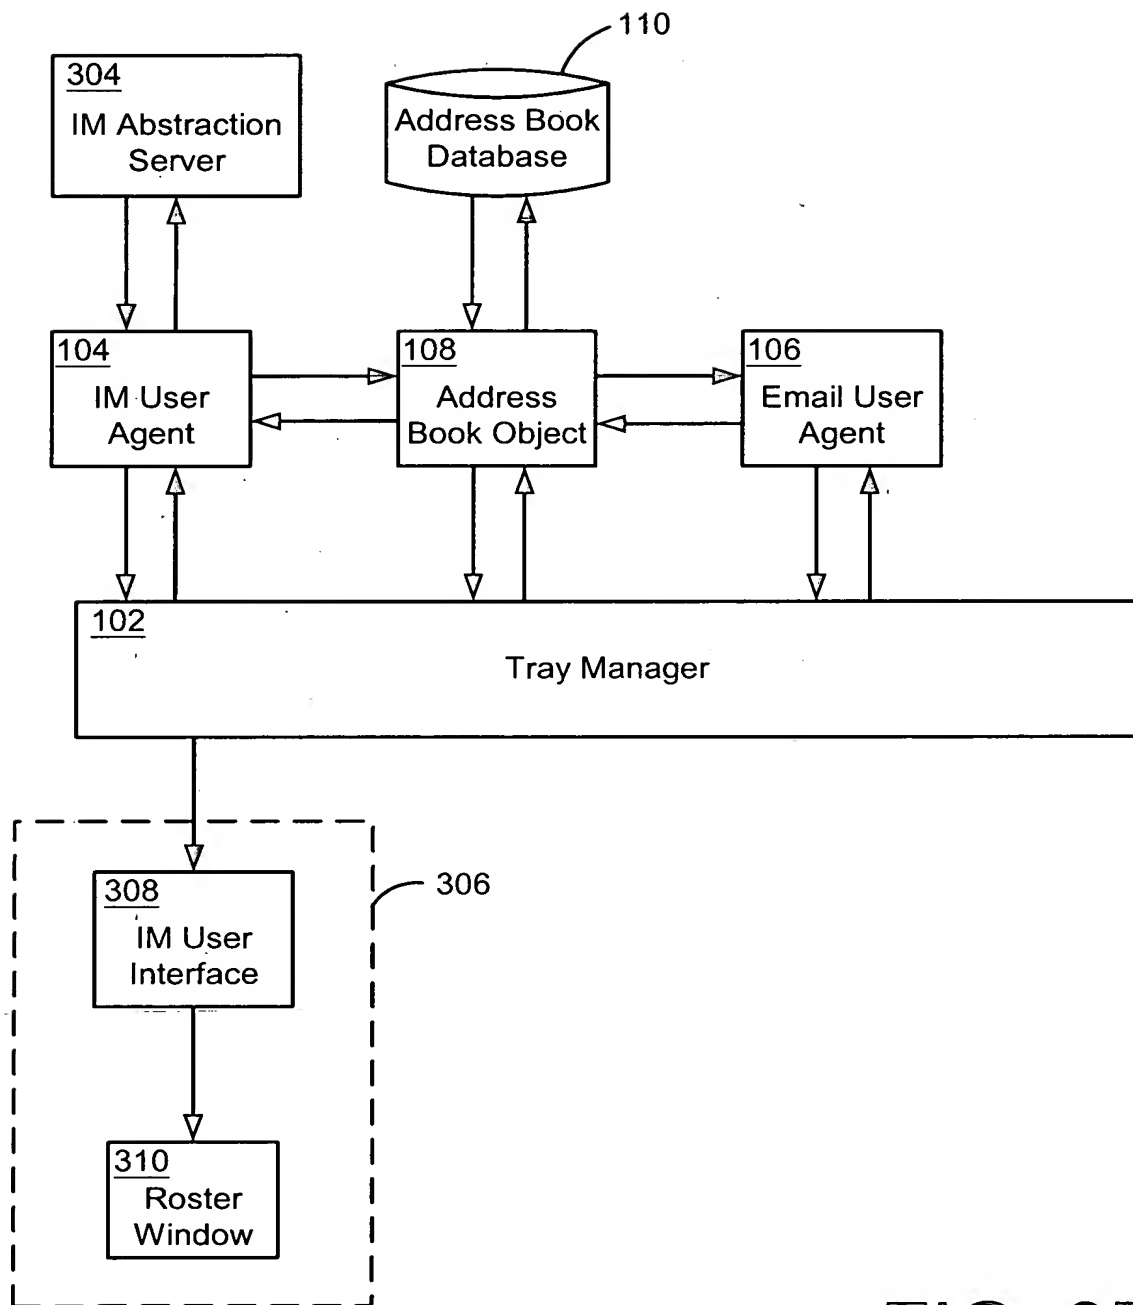 110
304
IM Abstraction
Server
Address Book
Database
104
IM User
Agent
108
Address
Book Object
106
Email User
Agent
102
Tray Manager
306
308
IM User
Interface
310
Roster
Window